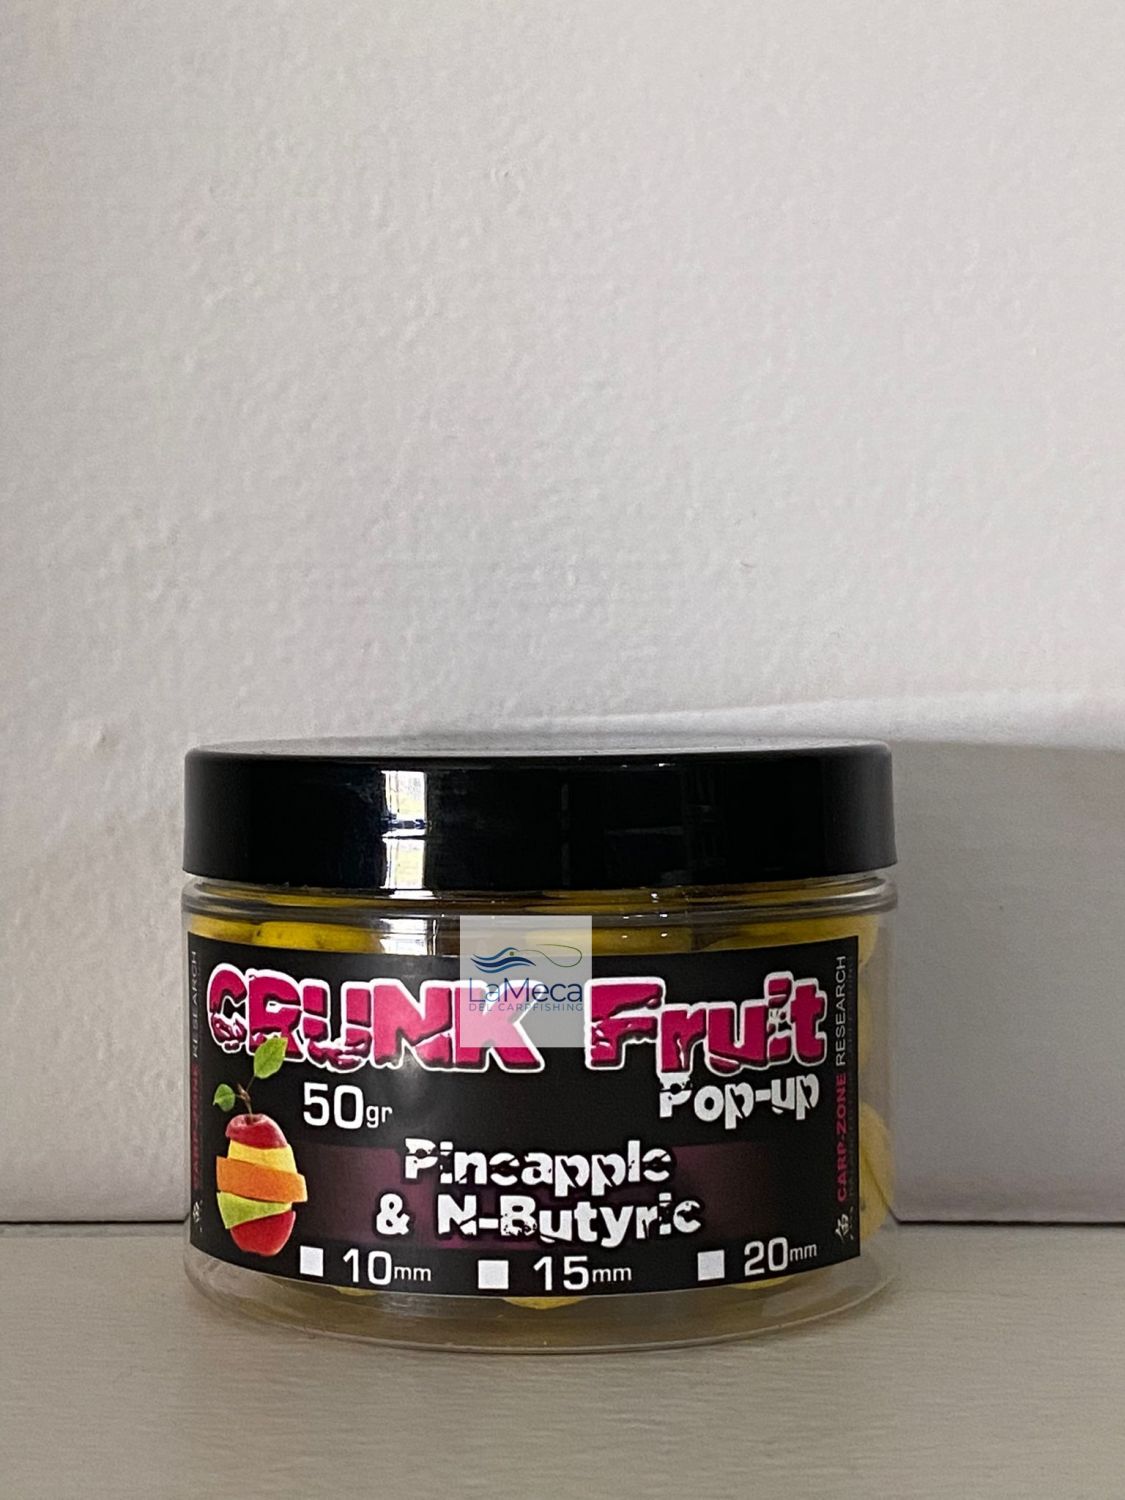 CRUNK Fruit
LaMeca
DEL CARPFISHING
50gr
Pop-up
Pineapple
& N-Butyric
10mm 15mm 20mm
CARP-ZONE RESEARCH
CARP-ZONE RESEARCH